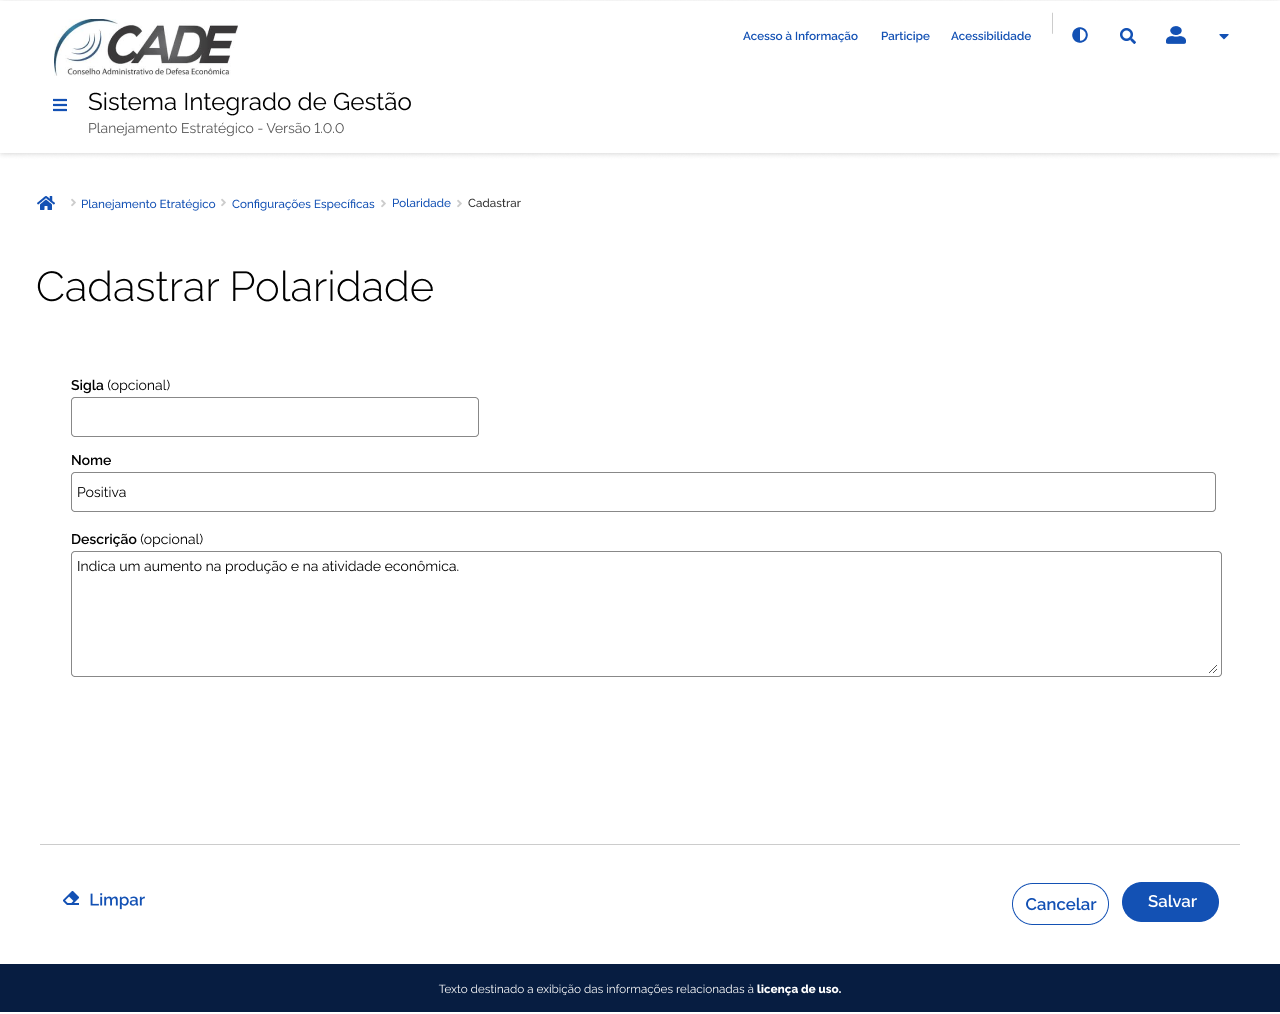 CADE
Conselho Administrativo de Defesa Econômica
Acesso à Informação Participe Acessibilidade
Sistema Integrado de Gestão
Planejamento Estratégico - Versão 1.0.0
Planejamento Etratégico Configurações Específicas Polaridade Cadastrar
Cadastrar Polaridade
Sigla (opcional)
Nome
Positiva
Descrição (opcional)
Indica um aumento na produção e na atividade econômica.
Limpar
Cancelar
Salvar
Texto destinado a exibição das informações relacionadas à licença de uso.